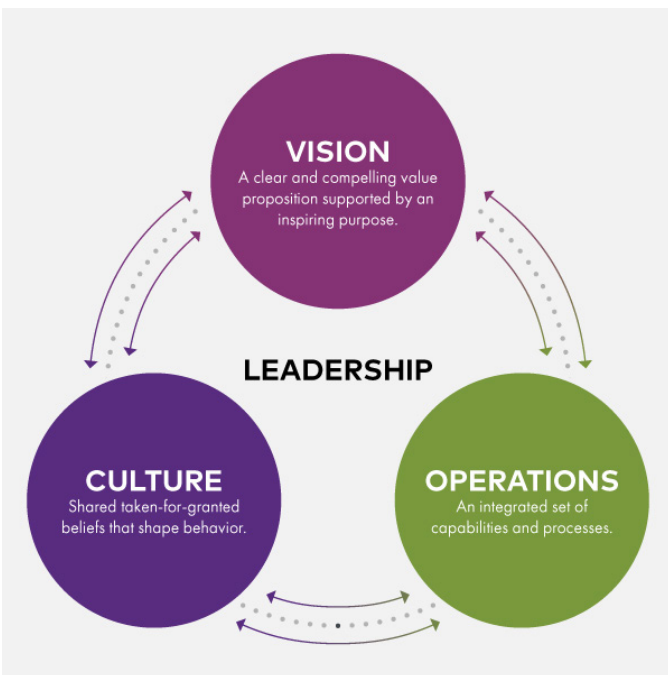 VISION
A clear and compelling value
proposition supported by an
inspiring purpose.
LEADERSHIP
CULTURE
Shared taken-for-granted
beliefs that shape behavior.
OPERATIONS
An integrated set of
capabilities and processes.